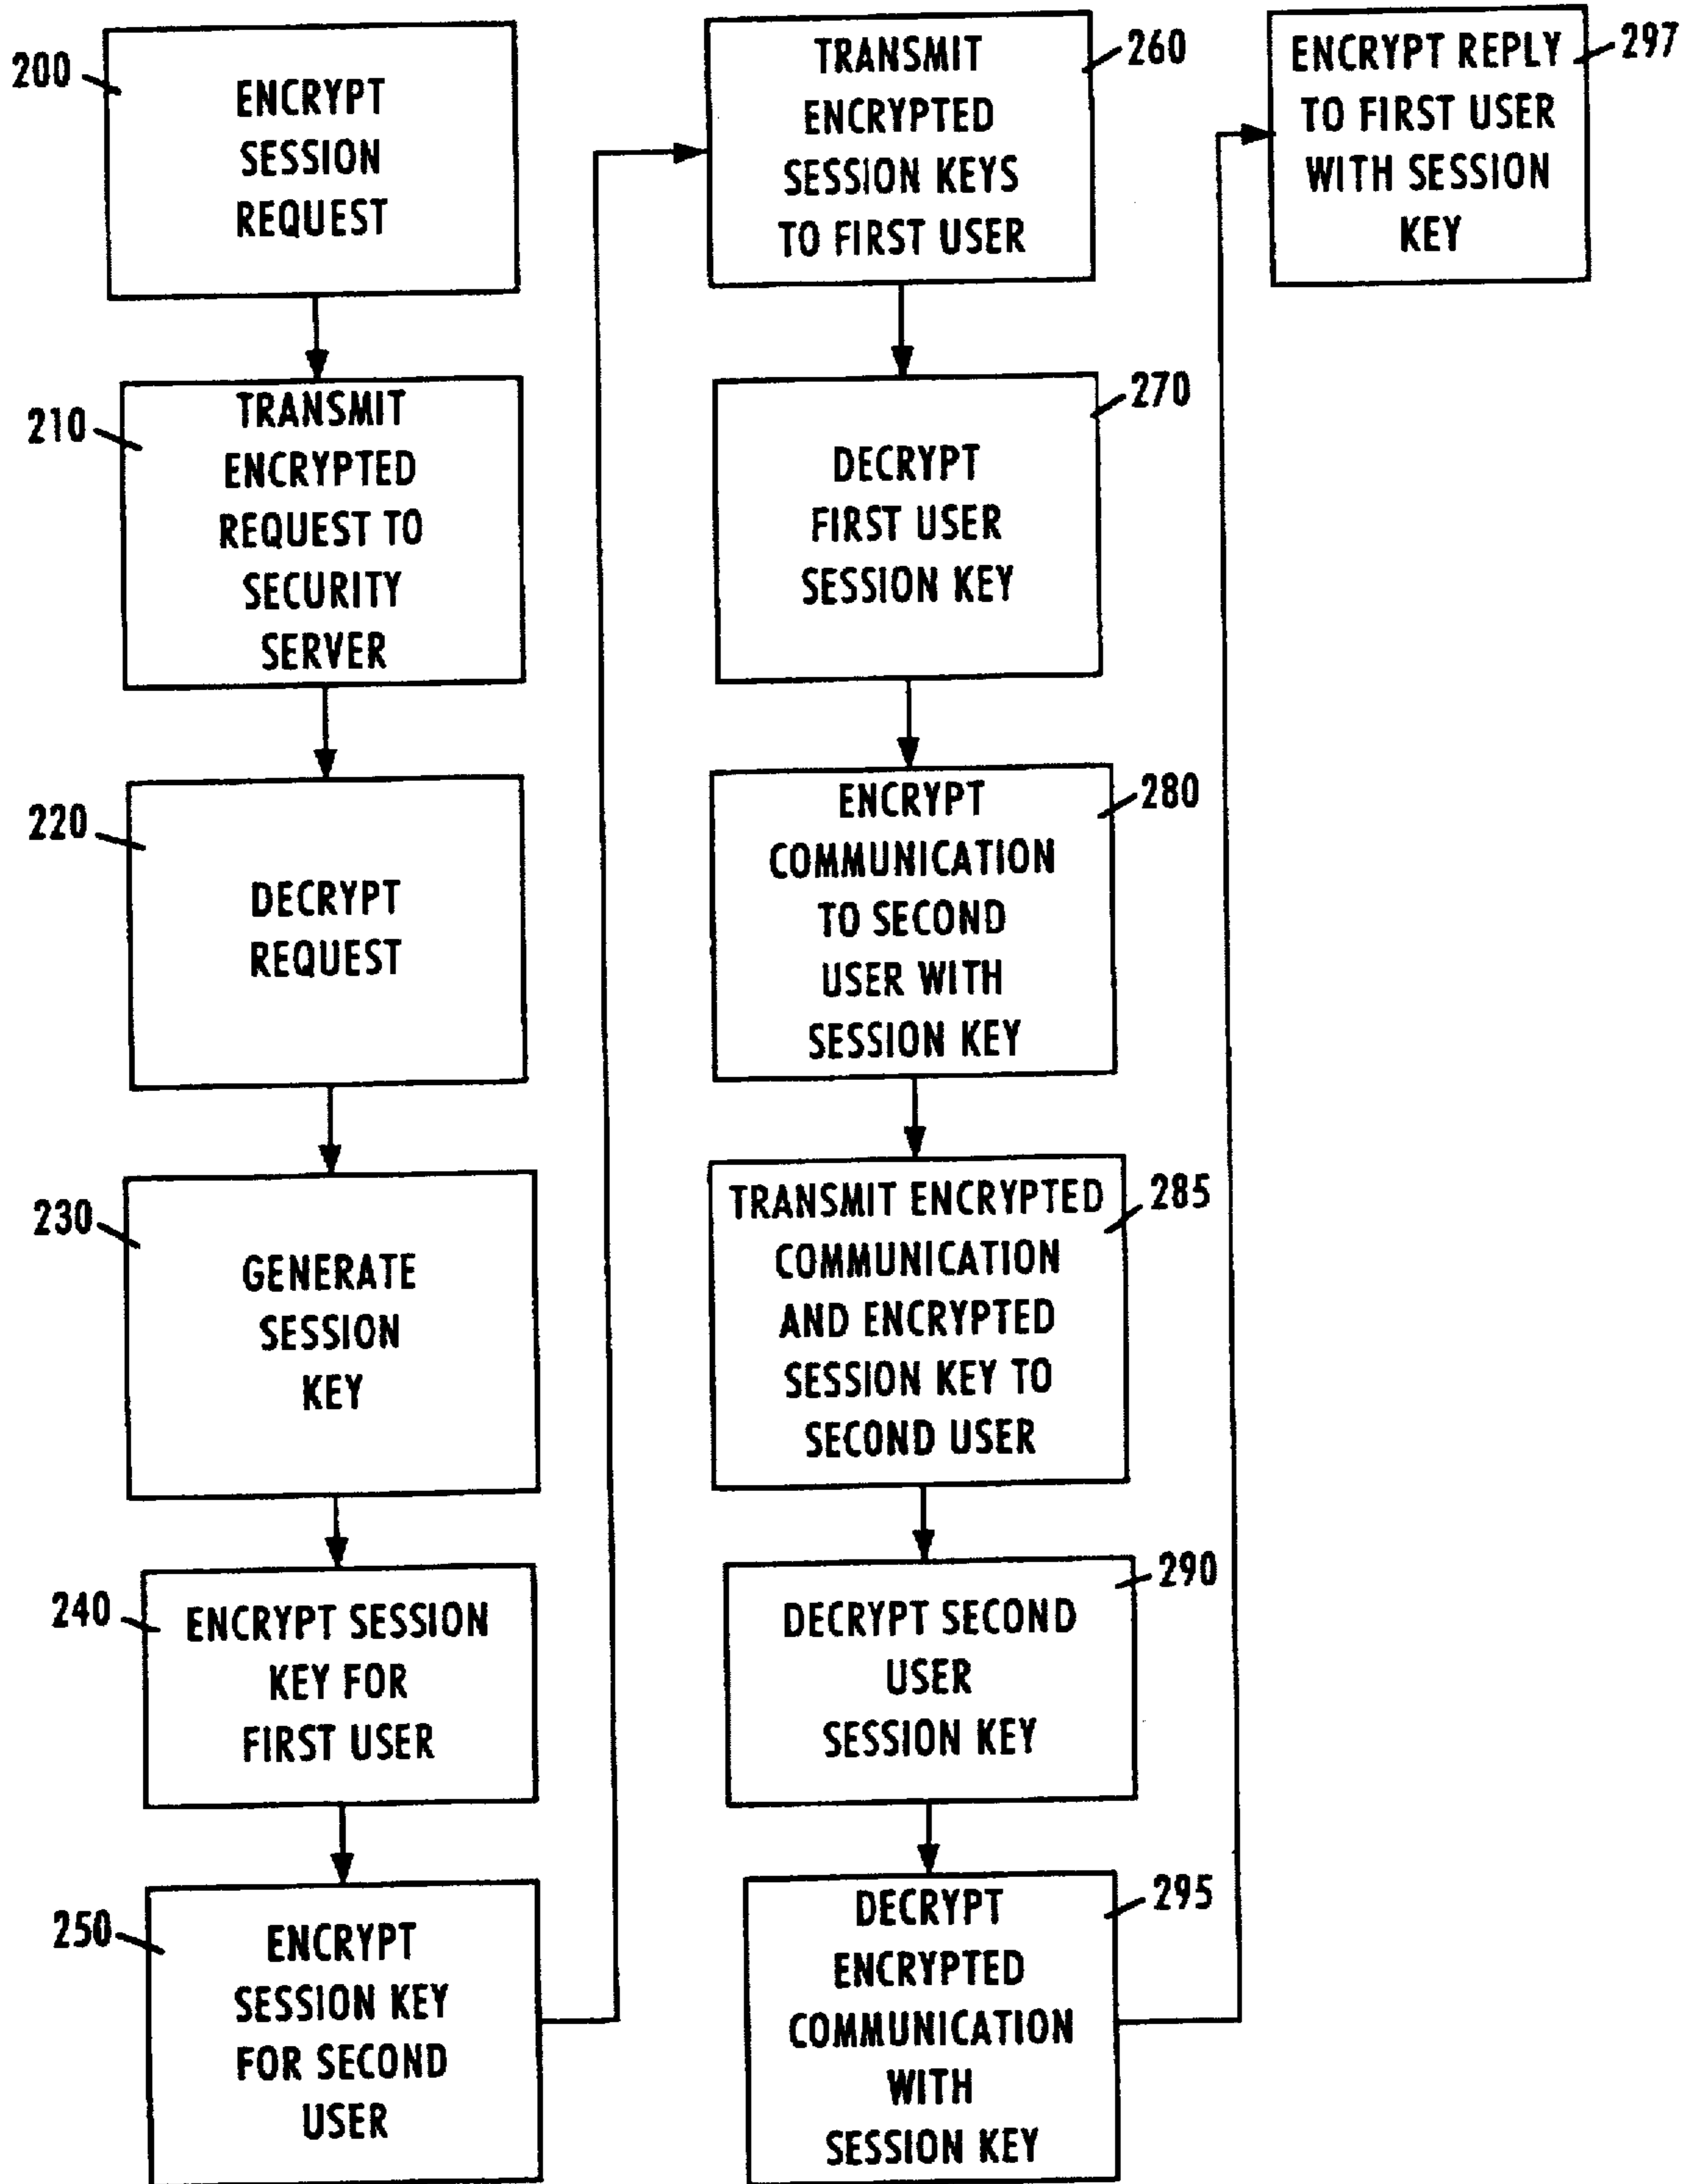 200
ENCRYPT
SESSION
REQUEST
210
TRANSMIT
ENCRYPTED
REQUEST TO
SECURITY
SERVER
220
DECRYPT
REQUEST
230
GENERATE
SESSION
KEY
240
ENCRYPT SESSION
KEY FOR
FIRST USER
250
ENCRYPT
SESSION KEY
FOR SECOND
USER
260
TRANSMIT
ENCRYPTED
SESSION KEYS
TO FIRST USER
270
DECRYPT
FIRST USER
SESSION KEY
280
ENCRYPT
COMMUNICATION
TO SECOND
USER WITH
SESSION KEY
285
TRANSMIT ENCRYPTED
COMMUNICATION
AND ENCRYPTED
SESSION KEY TO
SECOND USER
290
DECRYPT SECOND
USER
SESSION KEY
295
DECRYPT
ENCRYPTED
COMMUNICATION
WITH
SESSION KEY
297
ENCRYPT REPLY
TO FIRST USER
WITH SESSION
KEY